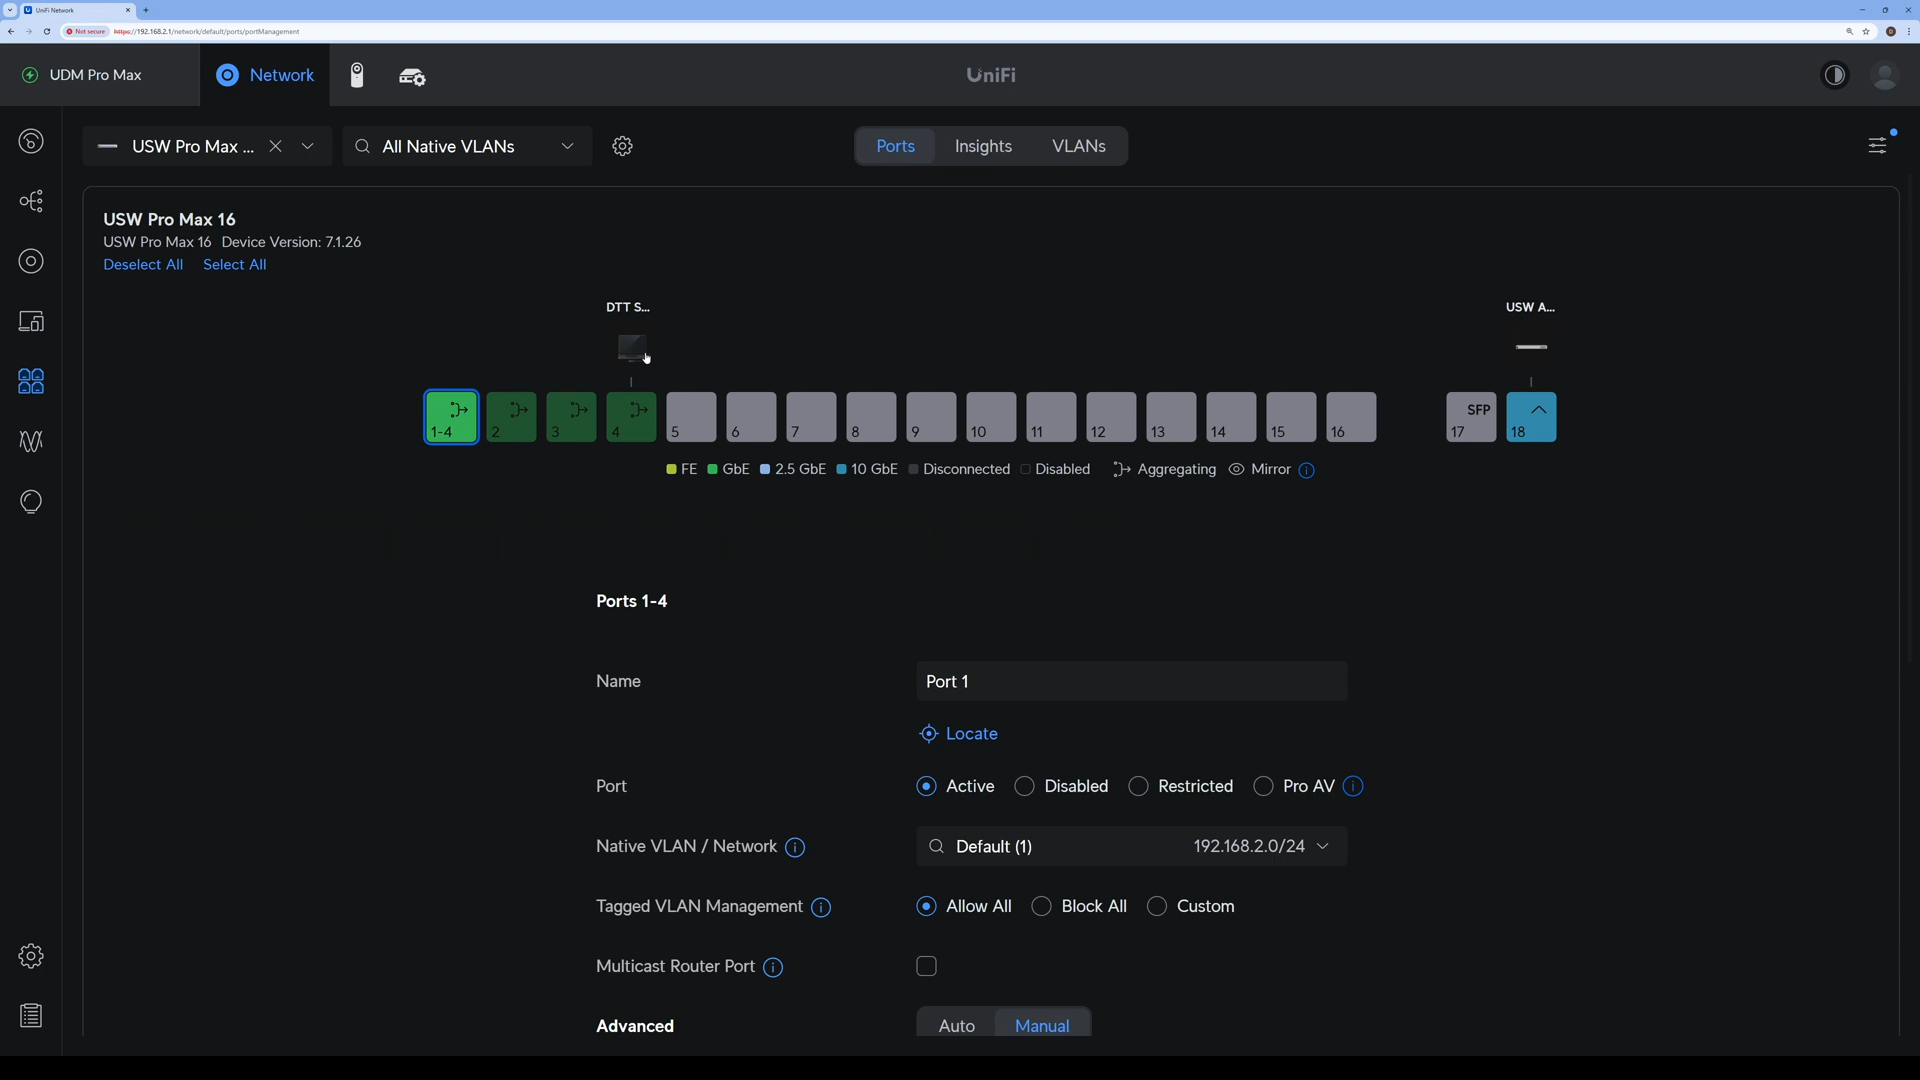 UniFi Network
Not secure https://192.168.2.1/network/default/ports/portManagement
UDM Pro Max
Network
UniFi
USW Pro Max ...
All Native VLANs
Ports Insights VLANs
USW Pro Max 16
USW Pro Max 16 Device Version: 7.1.26
Deselect All Select All
DTT S... USW A...
1-4 2 3 4 5 6 7 8 9 10 11 12 13 14 15 16 SFP 17 18
FE GbE 2.5 GbE 10 GbE Disconnected Disabled Aggregating Mirror
Ports 1-4
Name Port 1
Locate
Port Active Disabled Restricted Pro AV
Native VLAN / Network Default (1) 192.168.2.0/24
Tagged VLAN Management Allow All Block All Custom
Multicast Router Port
Advanced Auto Manual